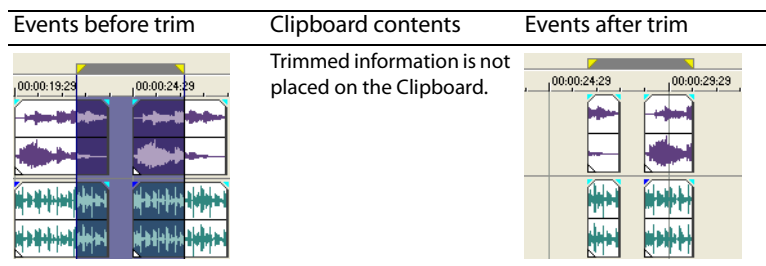 Events before trim Clipboard contents Events after trim
Trimmed information is not
placed on the Clipboard.
00:00:19:29 00:00:24:29
00:00:24:29 00:00:29:29